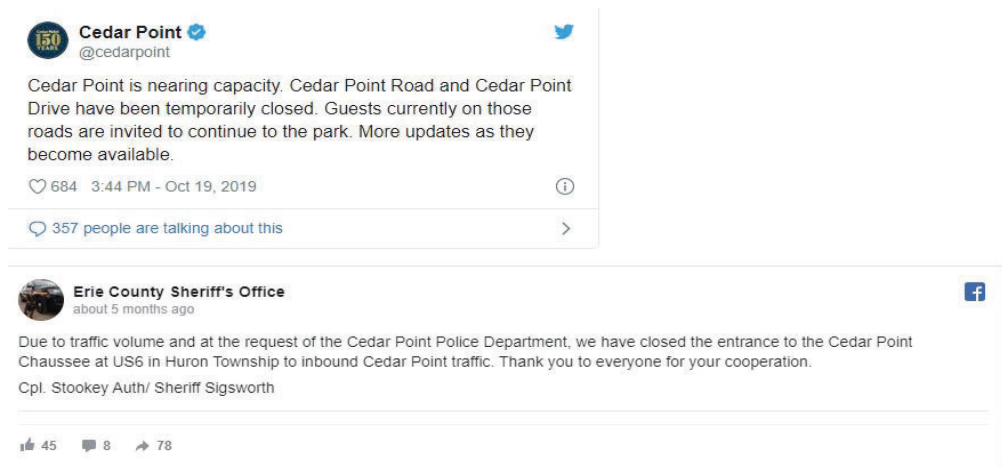 Cedar Point
@cedarpoint
Cedar Point is nearing capacity. Cedar Point Road and Cedar Point
Drive have been temporarily closed. Guests currently on those
roads are invited to continue to the park. More updates as they
become available.
684 3:44 PM - Oct 19, 2019
357 people are talking about this
Erie County Sheriff's Office
about 5 months ago
Due to traffic volume and at the request of the Cedar Point Police Department, we have closed the entrance to the Cedar Point
Chaussee at US6 in Huron Township to inbound Cedar Point traffic. Thank you to everyone for your cooperation.
Cpl. Stookey Auth/ Sheriff Sigsworth
45 8 78